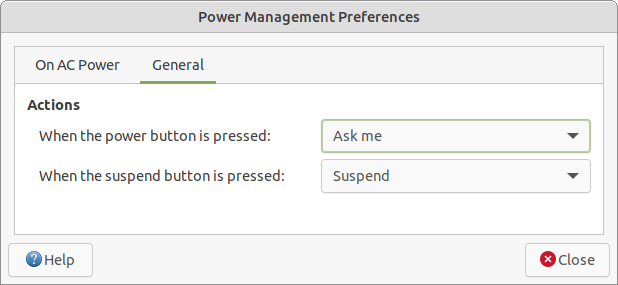 Power Management Preferences
On AC Power General
Actions
When the power button is pressed: Ask me
When the suspend button is pressed: Suspend
Help Close